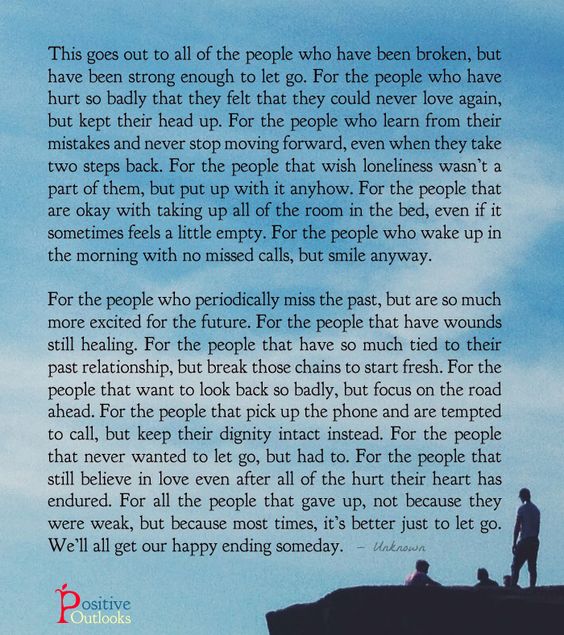 This goes out to all of the people who have been broken, but
have been strong enough to let go. For the people who have
hurt so badly that they felt that they could never love again,
but kept their head up. For the people who learn from their
mistakes and never stop moving forward, even when they take
two steps back. For the people that wish loneliness wasn't a
part of them, but put up with it anyhow. For the people that
are okay with taking up all of the room in the bed, even if it
sometimes feels a little empty. For the people who wake up in
the morning with no missed calls, but smile anyway.
For the people who periodically miss the past, but are so much
more excited for the future. For the people that have wounds
still healing. For the people that have so much tied to their
past relationship, but break those chains to start fresh. For the
people that want to look back so badly, but focus on the road
ahead. For the people that pick up the phone and are tempted
to call, but keep their dignity intact instead. For the people
that never wanted to let go, but had to. For the people that
still believe in love even after all of the hurt their heart has
endured. For all the people that gave up, not because they
were weak, but because most times, it's better just to let go.
We'll all get our happy ending someday. – Unknown
Positive
Outlooks